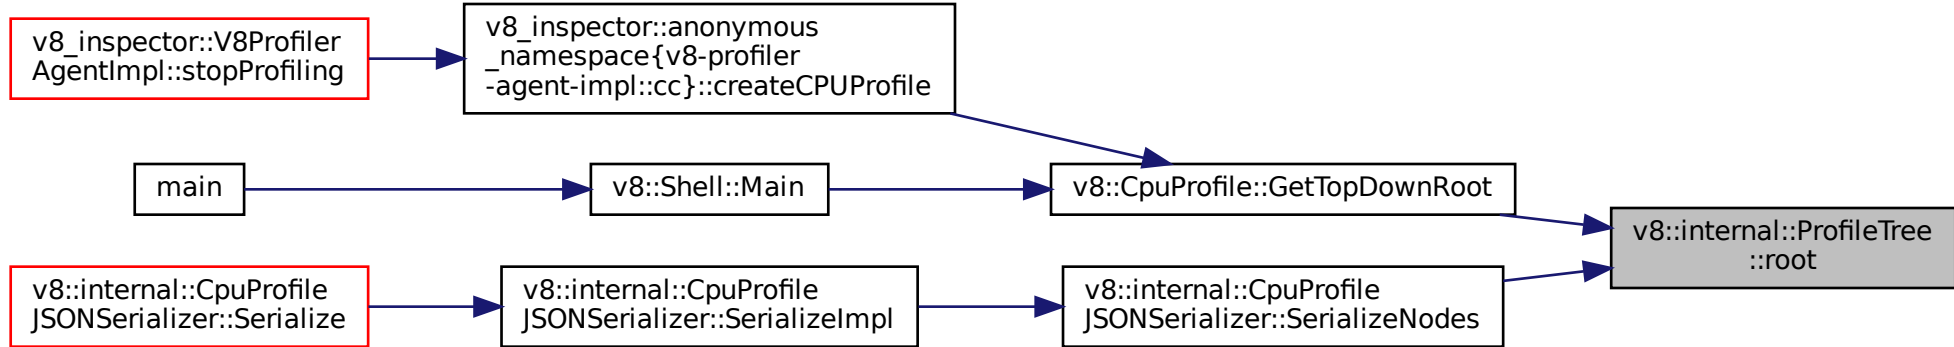 v8_inspector::V8Profiler
AgentImpl::stopProfiling
v8_inspector::anonymous
_namespace{v8-profiler
-agent-impl::cc}::createCPUProfile
main
v8::Shell::Main
v8::CpuProfile::GetTopDownRoot
v8::internal::ProfileTree
::root
v8::internal::CpuProfile
JSONSerializer::Serialize
v8::internal::CpuProfile
JSONSerializer::SerializeImpl
v8::internal::CpuProfile
JSONSerializer::SerializeNodes